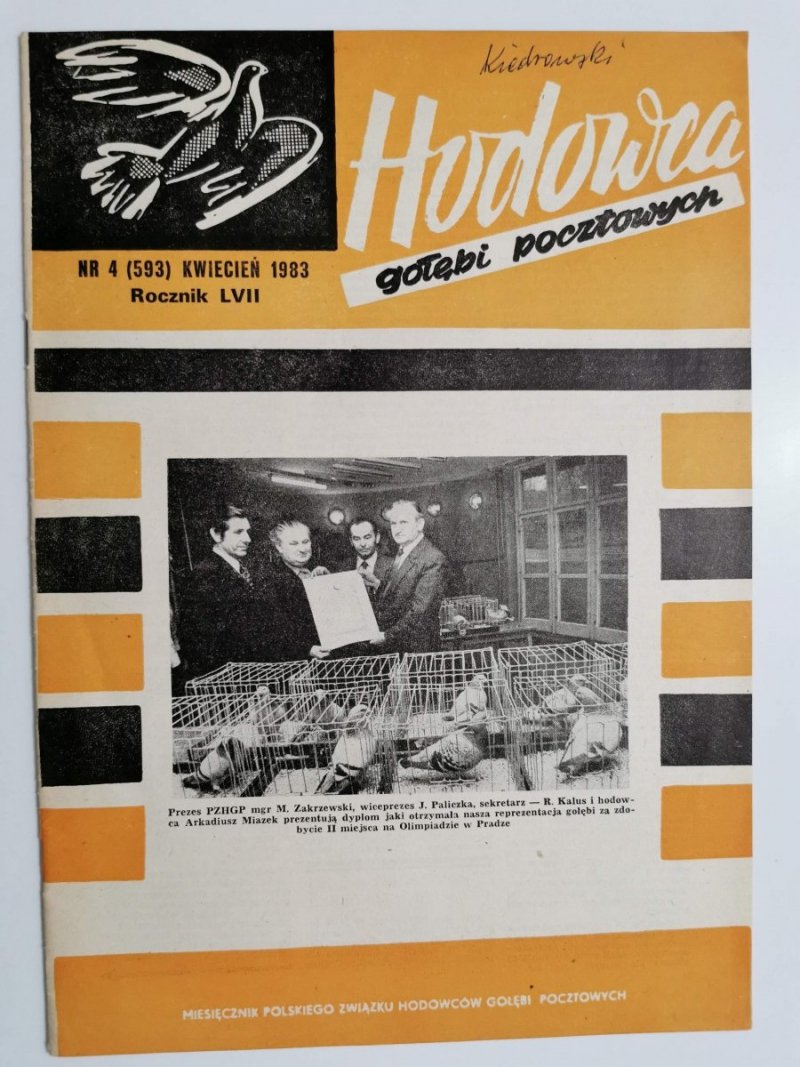 Kiedrowski
Hodowca
gołębi pocztowych
NR 4 (593) KWIECIEŃ 1983
Rocznik LVII
Prezes PZHGP mgr M. Zakrzewski, wiceprezes J. Paliczka, sekretarz — R. Kalus i hodow-
ca Arkadiusz Miazek prezentują dyplom jaki otrzymała nasza reprezentacja gołębi za zdo-
bycie II miejsca na Olimpiadzie w Pradze
MIESIĘCZNIK POLSKIEGO ZWIĄZKU HODOWCÓW GOŁĘBI POCZTOWYCH